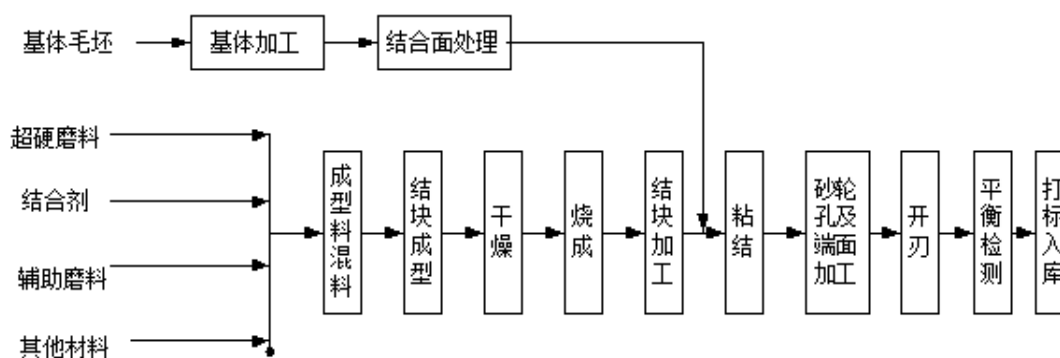 基体毛坯
基体加工
结合面处理
超硬磨料
结合剂
辅助磨料
其他材料
成型料混料
结块成型
干燥
烧成
结块加工
粘结
砂轮孔及端面加工
开刃
平衡检测
打标入库